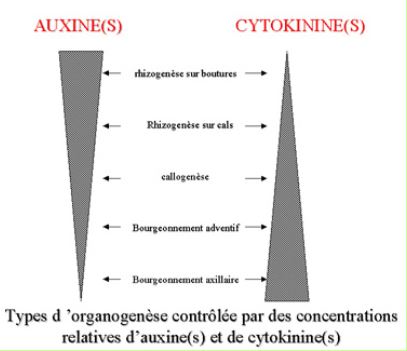 AUXINE(S) CYTOKININE(S)
rhizogenèse sur boutures
Rhizogenèse sur cals
callogenèse
Bourgeonnement adventif
Bourgeonnement axillaire
Types d 'organogenèse contrôlée par des concentrations
relatives d'auxine(s) et de cytokinine(s)